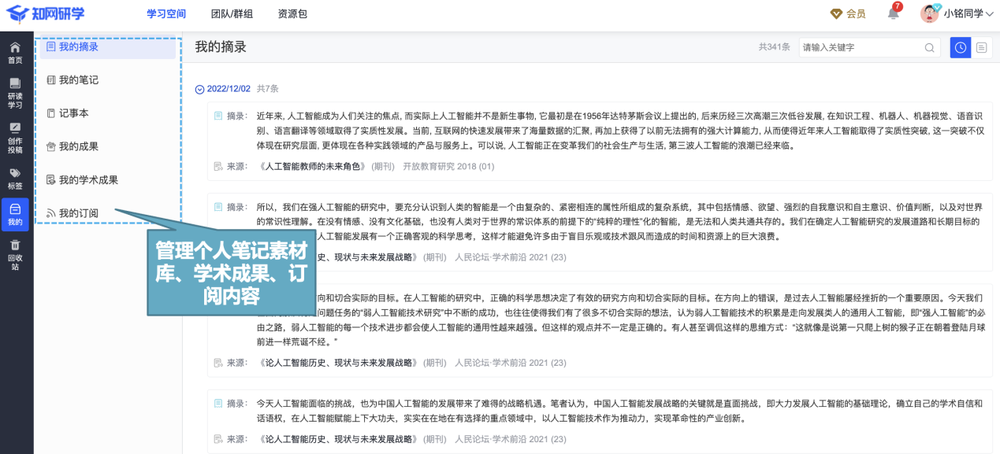 知网研学
学习空间 团队/群组 资源包
会员 7 小铭同学
首页
研读
学习
创作
投稿
标签
我的
回收
站
我的摘录
我的笔记
记事本
我的成果
我的学术成果
我的订阅
管理个人笔记素材
库、学术成果、订
阅内容
我的摘录 共341条 请输入关键字
2022/12/02 共7条
摘录： 近年来, 人工智能成为人们关注的焦点, 而实际上人工智能并不是新生事物, 它最初是在1956年达特茅斯会议上提出的, 后来历经三次高潮三次低谷发展, 在知识工程、机器人、机器视觉、语音识
别、语言翻译等领域取得了实质性发展。当前, 互联网的快速发展带来了海量数据的汇聚, 再加上获得了以前无法拥有的强大计算能力, 从而使得近年来人工智能取得了实质性突破, 这一突破不仅
体现在研究层面, 更体现在各种实践领域的产品与服务上。可以说, 人工智能正在变革我们的社会生产与生活, 第三波人工智能的浪潮已经来临。
来源： 《人工智能教师的未来角色》 (期刊) 开放教育研究 2018 (01)
摘录： 所以，我们在强人工智能的研究中，要充分认识到人类的智能是一个由复杂的、紧密相连的属性所组成的复杂系统，其中包括情感、欲望、强烈的自我意识和自主意识、价值判断，以及对世界
的常识性理解。在没有情感、没有文化基础，也没有人类对于世界的常识体系的前提下的“纯粹的理性”化的智能，是无法和人类共通共存的。我们在确定人工智能研究的发展道路和长期目标的
人工智能发展有一个正确客观的科学思考，这样才能避免许多由于盲目乐观或技术跟风而造成的时间和资源上的巨大浪费。
史、现状与未来发展战略》 (期刊) 人民论坛·学术前沿 2021 (23)
向和切合实际的目标。在人工智能的研究中，正确的科学思想决定了有效的研究方向和切合实际的目标。在方向上的错误，是过去人工智能屡经挫折的一个重要原因。今天我们
问题任务的“弱人工智能技术研究”中不断的成功，也往往使得我们有了很多不切合实际的想法，认为弱人工智能技术的积累是走向发展类人的通用人工智能，即“强人工智能”的必
由之路，弱人工智能的每一个技术进步都会使人工智能的通用性越来越强。但这样的观点并不一定是正确的。有人甚至调侃这样的思维方式：“这就像是说第一只爬上树的猴子正在朝着登陆月球
前进一样荒诞不经。”
来源： 《论人工智能历史、现状与未来发展战略》 (期刊) 人民论坛·学术前沿 2021 (23)
摘录： 今天人工智能面临的挑战，也为中国人工智能的发展带来了难得的战略机遇。笔者认为，中国人工智能发展战略的关键就是直面挑战，即大力发展人工智能的基础理论，确立自己的学术自信和
话语权，在人工智能赋能上下大功夫，实实在在地在有选择的重点领域中，以人工智能技术作为推动力，实现革命性的产业创新。
来源： 《论人工智能历史、现状与未来发展战略》 (期刊) 人民论坛·学术前沿 2021 (23)